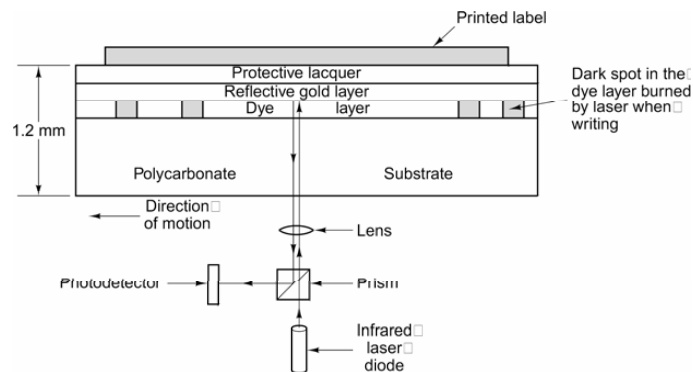 Printed label
Protective lacquer
Reflective gold layer
Dye layer
Dark spot in the
dye layer burned
by laser when
writing
1.2 mm
Polycarbonate
Substrate
Direction
of motion
Lens
Photodetector
Prism
Infrared
laser
diode